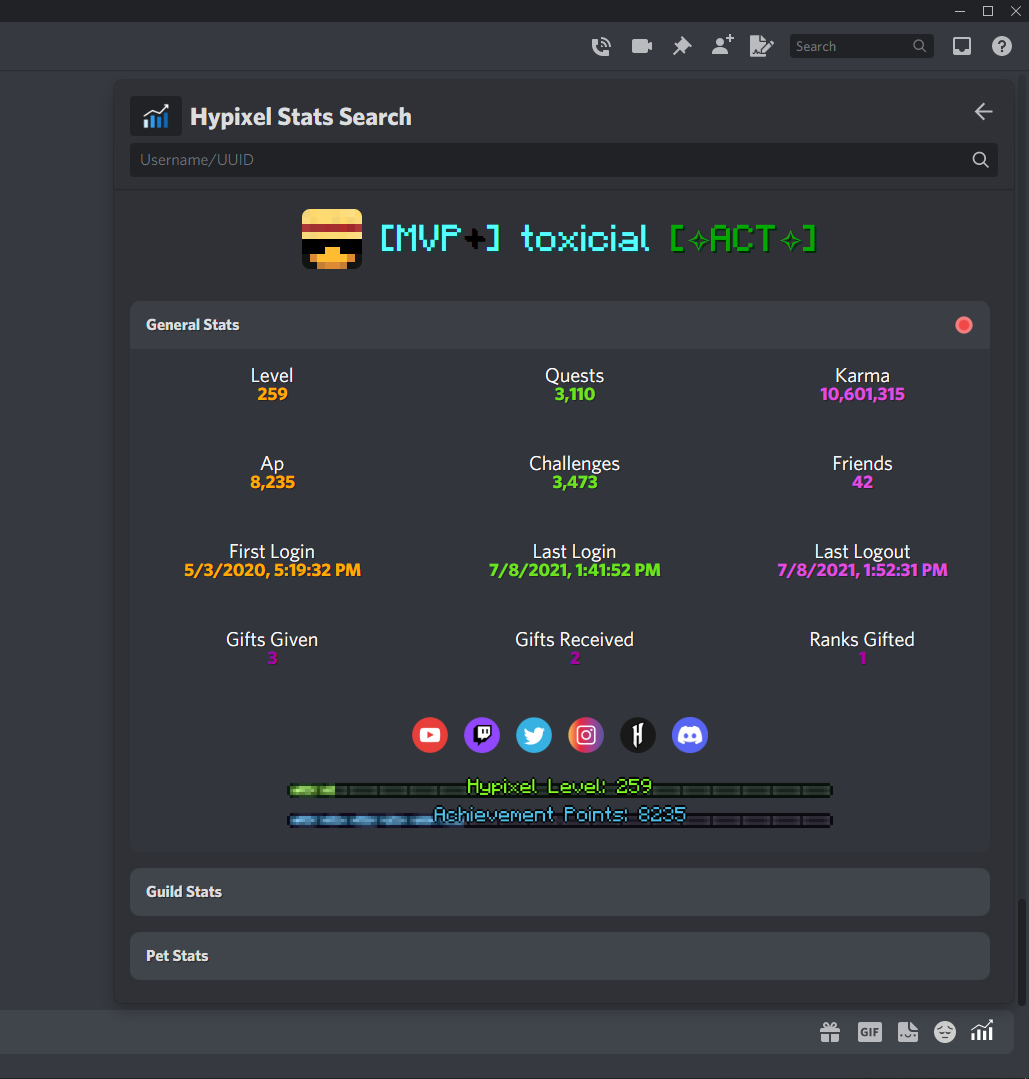 Search
Hypixel Stats Search
Username/UUID
[MVP+] toxicial [✧ACT✧]
General Stats
Level Quests Karma
259 3,110 10,601,315
Ap Challenges Friends
8,235 3,473 42
First Login Last Login Last Logout
5/3/2020, 5:19:32 PM 7/8/2021, 1:41:52 PM 7/8/2021, 1:52:31 PM
Gifts Given Gifts Received Ranks Gifted
3 2 1
Hypixel Level: 259
Achievement Points: 8235
Guild Stats
Pet Stats
GIF